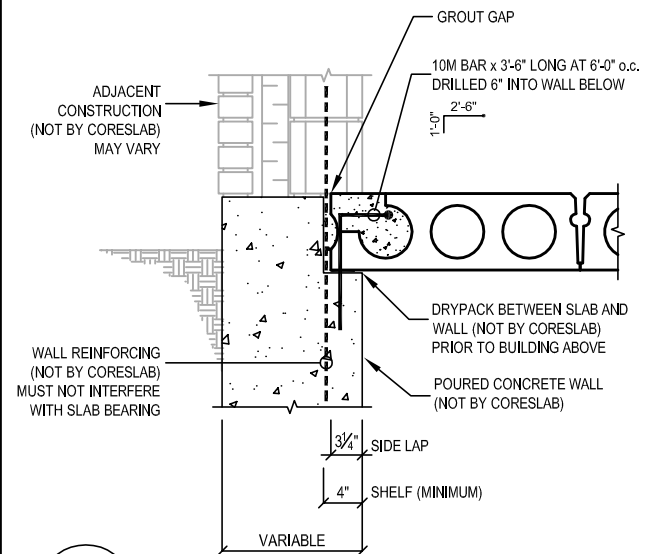 GROUT GAP
10M BAR x 3'-6" LONG AT 6'-0" o.c.
DRILLED 6" INTO WALL BELOW
2'-6"
1'-0"
ADJACENT
CONSTRUCTION
(NOT BY CORESLAB)
MAY VARY
DRYPACK BETWEEN SLAB AND
WALL (NOT BY CORESLAB)
PRIOR TO BUILDING ABOVE
WALL REINFORCING
(NOT BY CORESLAB)
MUST NOT INTERFERE
WITH SLAB BEARING
POURED CONCRETE WALL
(NOT BY CORESLAB)
3 1/4" SIDE LAP
4" SHELF (MINIMUM)
VARIABLE